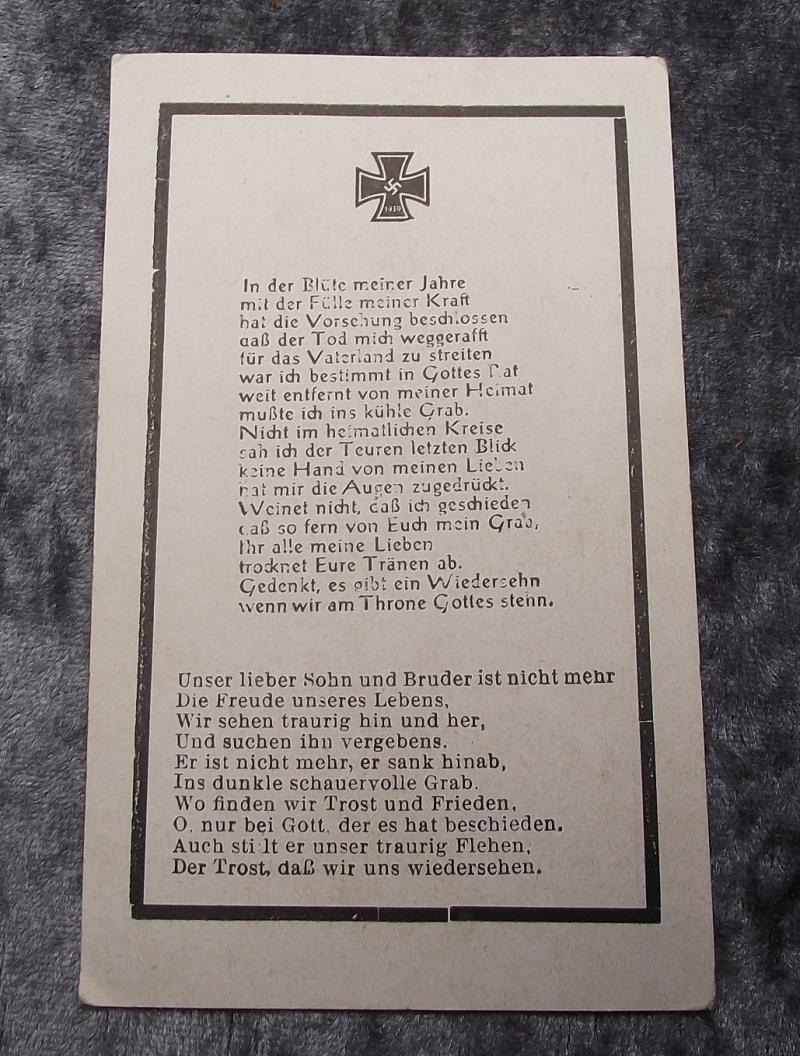 1939
In der Blüte meiner Jahre
mit der Fülle meiner Kraft
hat die Vorsehung beschlossen
daß der Tod mich weggerafft
für das Vaterland zu streiten
war ich bestimmt in Gottes Rat
weit entfernt von meiner Heimat
mußte ich ins kühle Grab.
Nicht im heimatlichen Kreise
sah ich der Teuren letzten Blick
keine Hand von meinen Lieben
hat mir die Augen zugedrückt.
Weinet nicht, daß ich geschieden
daß so fern von Euch mein Grab,
Ihr alle meine Lieben
trocknet Eure Tränen ab.
Gedenkt, es gibt ein Wiedersehn
wenn wir am Throne Gottes stehn.
Unser lieber Sohn und Bruder ist nicht mehr
Die Freude unseres Lebens,
Wir sehen traurig hin und her,
Und suchen ihn vergebens.
Er ist nicht mehr, er sank hinab,
Ins dunkle schauervolle Grab.
Wo finden wir Trost und Frieden,
O, nur bei Gott, der es hat beschieden.
Auch stillt er unser traurig Flehen,
Der Trost, daß wir uns wiedersehen.